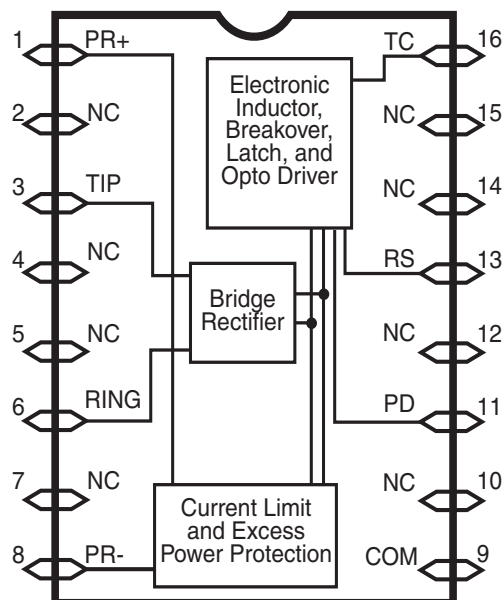 1 PR+
2 NC
3 TIP
4 NC
5 NC
6 RING
7 NC
8 PR-
Electronic
Inductor,
Breakover,
Latch, and
Opto Driver
Bridge
Rectifier
Current Limit
and Excess
Power Protection
TC 16
NC 15
NC 14
RS 13
NC 12
PD 11
NC 10
COM 9